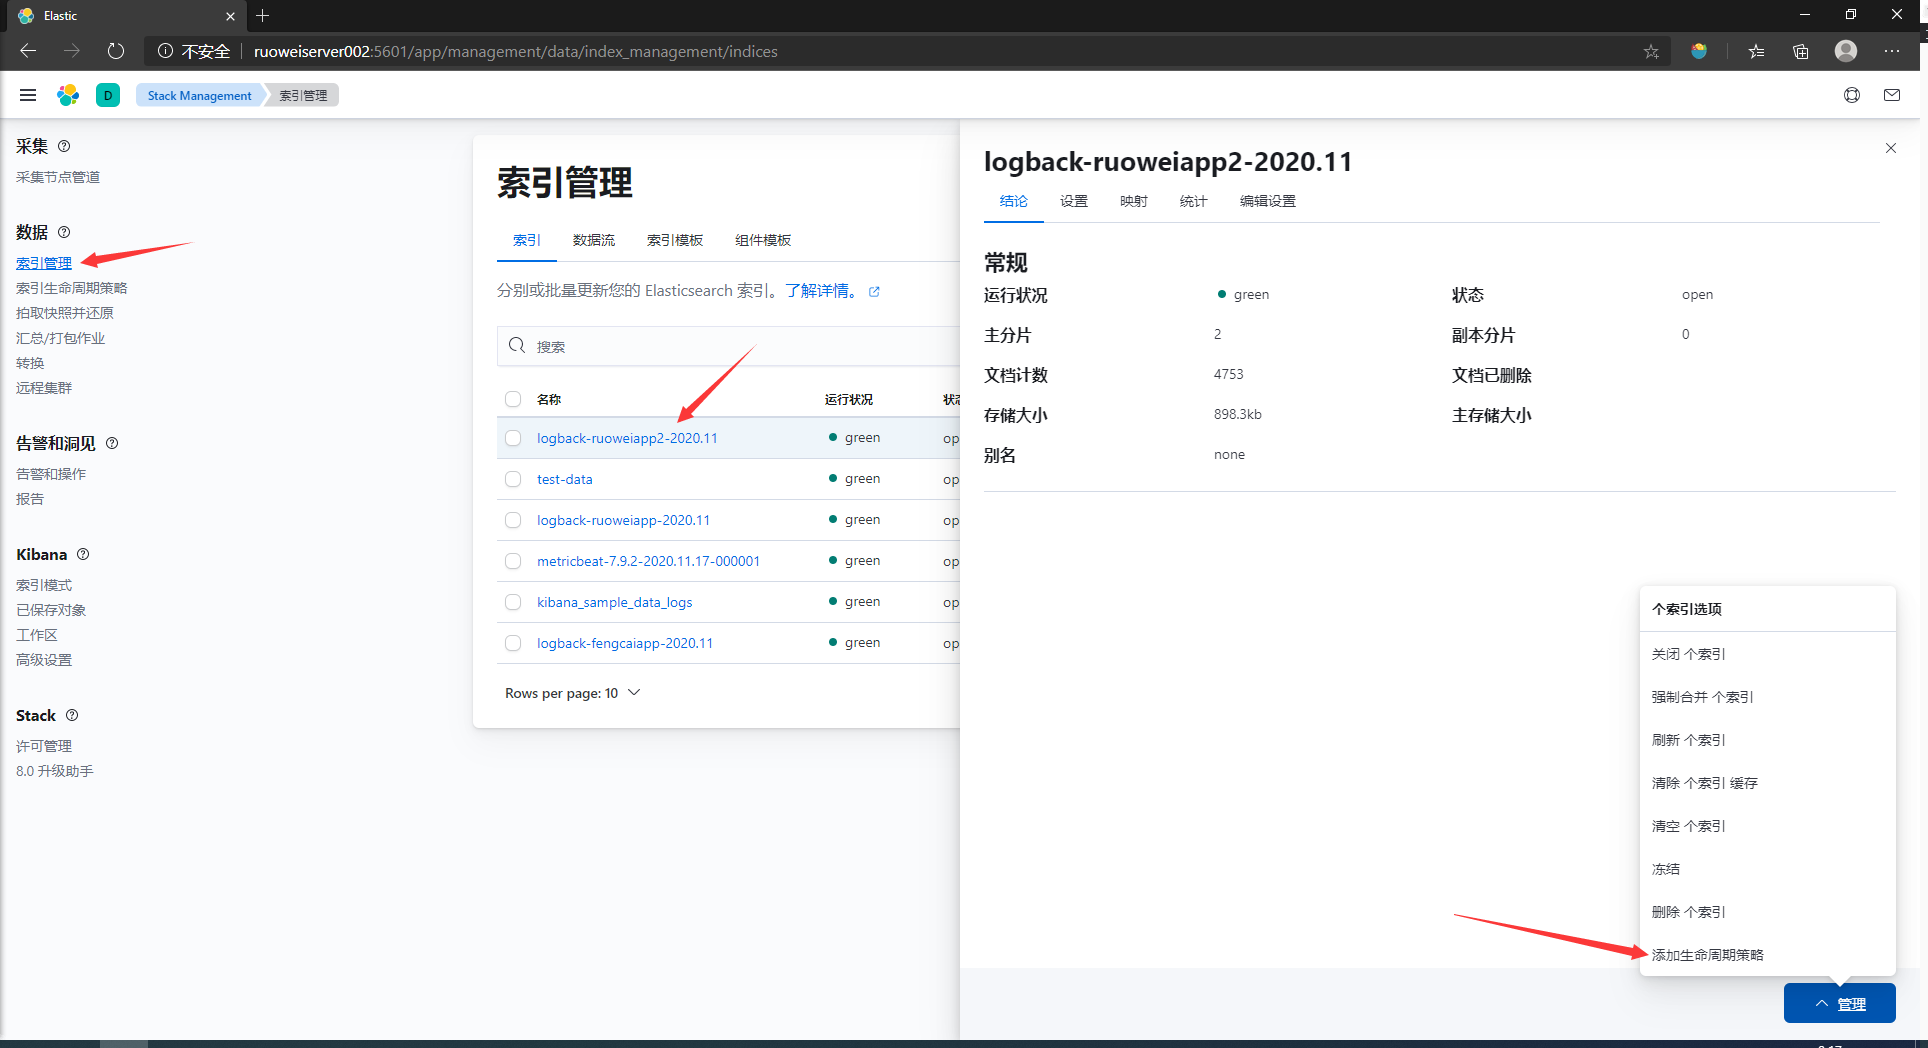 Elastic
不安全
ruoweiserver002:5601/app/management/data/index_management/indices
D
Stack Management
索引管理
采集
采集节点管道
数据
索引管理
索引生命周期策略
拍取快照并还原
汇总/打包作业
转换
远程集群
告警和洞见
告警和操作
报告
Kibana
索引模式
已保存对象
工作区
高级设置
Stack
许可管理
8.0 升级助手
索引管理
索引 数据流 索引模板 组件模板
分别或批量更新您的 Elasticsearch 索引。了解详情。
搜索
名称 运行状况 状态
logback-ruoweiapp2-2020.11 green op
test-data green op
logback-ruoweiapp-2020.11 green op
metricbeat-7.9.2-2020.11.17-000001 green op
kibana_sample_data_logs green op
logback-fengcaiapp-2020.11 green op
Rows per page: 10
logback-ruoweiapp2-2020.11
结论 设置 映射 统计 编辑设置
常规
运行状况 green 状态 open
主分片 2 副本分片 0
文档计数 4753 文档已删除
存储大小 898.3kb 主存储大小
别名 none
个索引选项
关闭 个索引
强制合并 个索引
刷新 个索引
清除 个索引 缓存
清空 个索引
冻结
删除 个索引
添加生命周期策略
管理